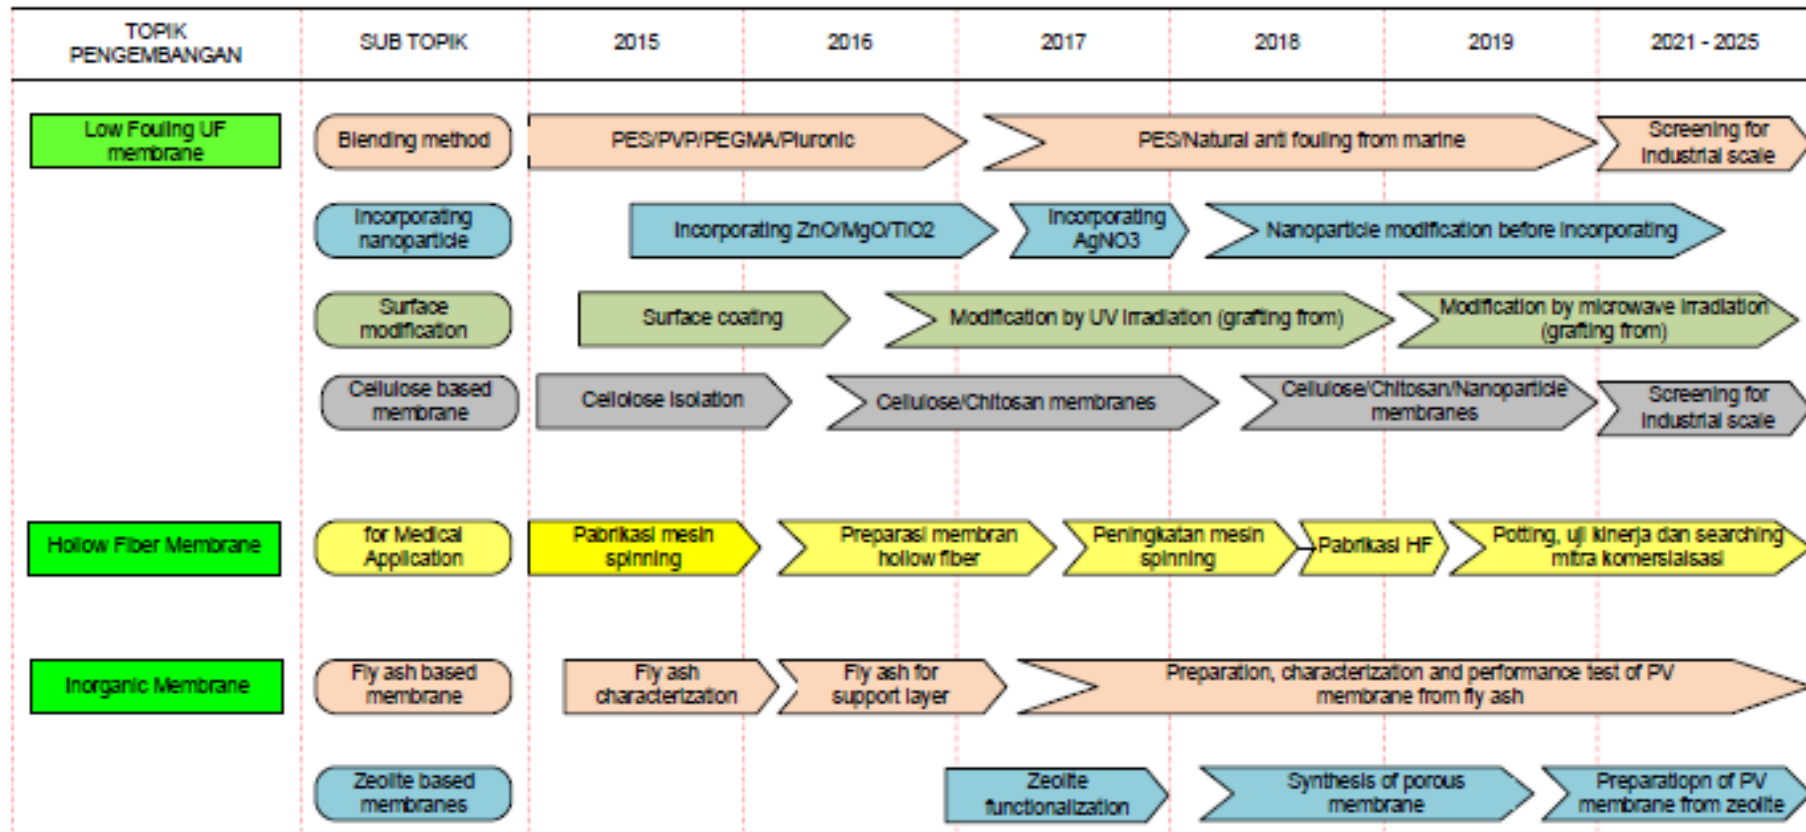 TOPIK
PENGEMBANGAN
SUB TOPIK
2015
2016
2017
2018
2019
2021 - 2025
Low Fouling UF
membrane
Blending method
PES/PVP/PEGMA/Pluronic
PES/Natural anti fouling from marine
Screening for
Industrial scale
Incorporating
nanoparticle
Incorporating ZnO/MgO/TiO2
Incorporating
AgNO3
Nanoparticle modification before incorporating
Surface
modification
Surface coating
Modification by UV Irradiation (grafting from)
Modification by microwave Irradiation
(grafting from)
Cellulose based
membrane
Cellolose Isolation
Cellulose/Chitosan membranes
Cellulose/Chitosan/Nanoparticle
membranes
Screening for
Industrial scale
Hollow Fiber Membrane
for Medical
Application
Pabrikasi mesin
spinning
Preparasi membran
hollow fiber
Peningkatan mesin
spinning
Pabrikasi HF
Potting, uji kinerja dan searching
mitra komersialsasi
Inorganic Membrane
Fly ash based
membrane
Fly ash
characterization
Fly ash for
support layer
Preparation, characterization and performance test of PV
membrane from fly ash
Zeolite based
membranes
Zeolite
functionalization
Synthesis of porous
membrane
Preparatiopn of PV
membrane from zeolite